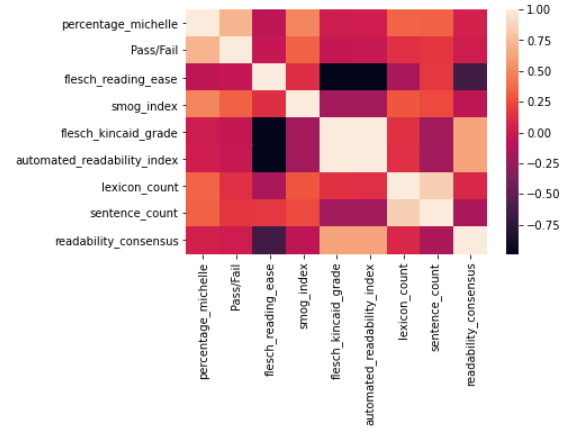 percentage_michelle
Pass/Fail
flesch_reading_ease
smog_index
flesch_kincaid_grade
automated_readability_index
lexicon_count
sentence_count
readability_consensus
percentage_michelle
Pass/Fail
flesch_reading_ease
smog_index
flesch_kincaid_grade
automated_readability_index
lexicon_count
sentence_count
readability_consensus
1.00
0.75
0.50
0.25
0.00
−0.25
−0.50
−0.75